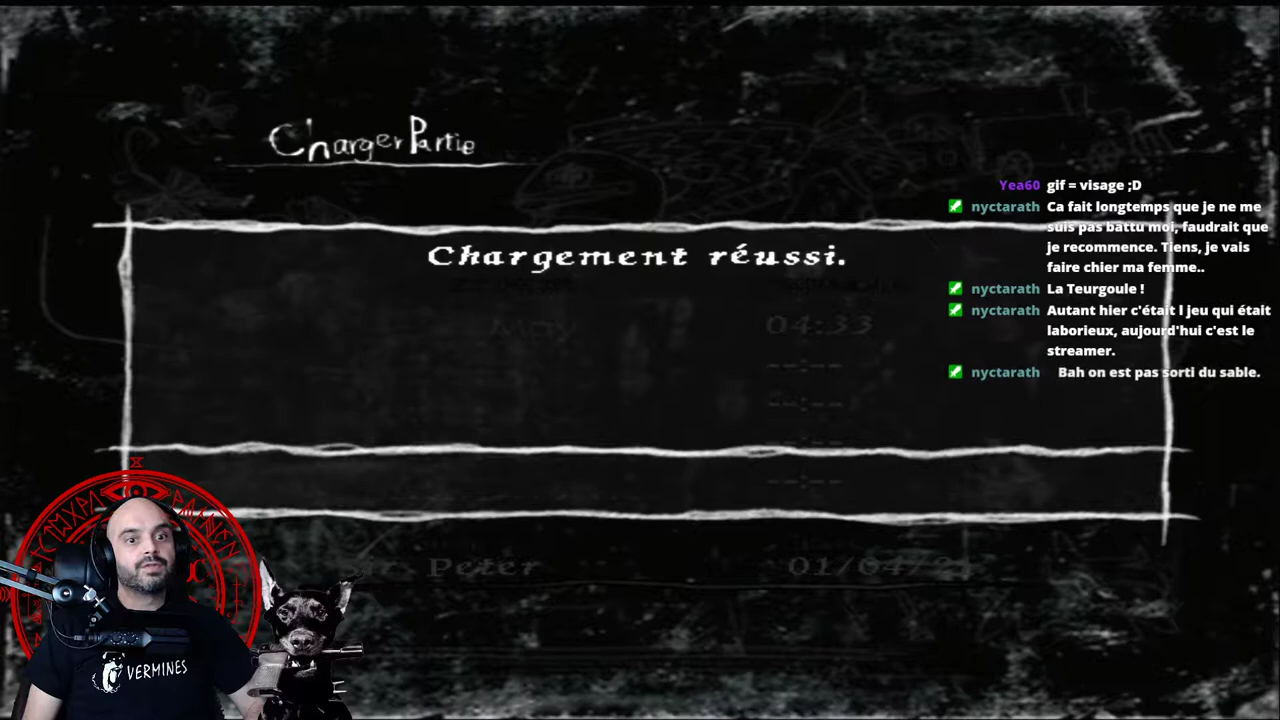 Charger Partie
Chargement réussi.
04:33
--:--
--:--
--:--
--:--
Sir Peter
01/04/
Yea60 gif = visage ;D
nyctarath Ca fait longtemps que je ne me
suis pas battu moi, faudrait que
je recommence. Tiens, je vais
faire chier ma femme..
nyctarath La Teurgoule !
nyctarath Autant hier c'était l jeu qui était
laborieux, aujourd'hui c'est le
streamer.
nyctarath Bah on est pas sorti du sable.
VERMINES